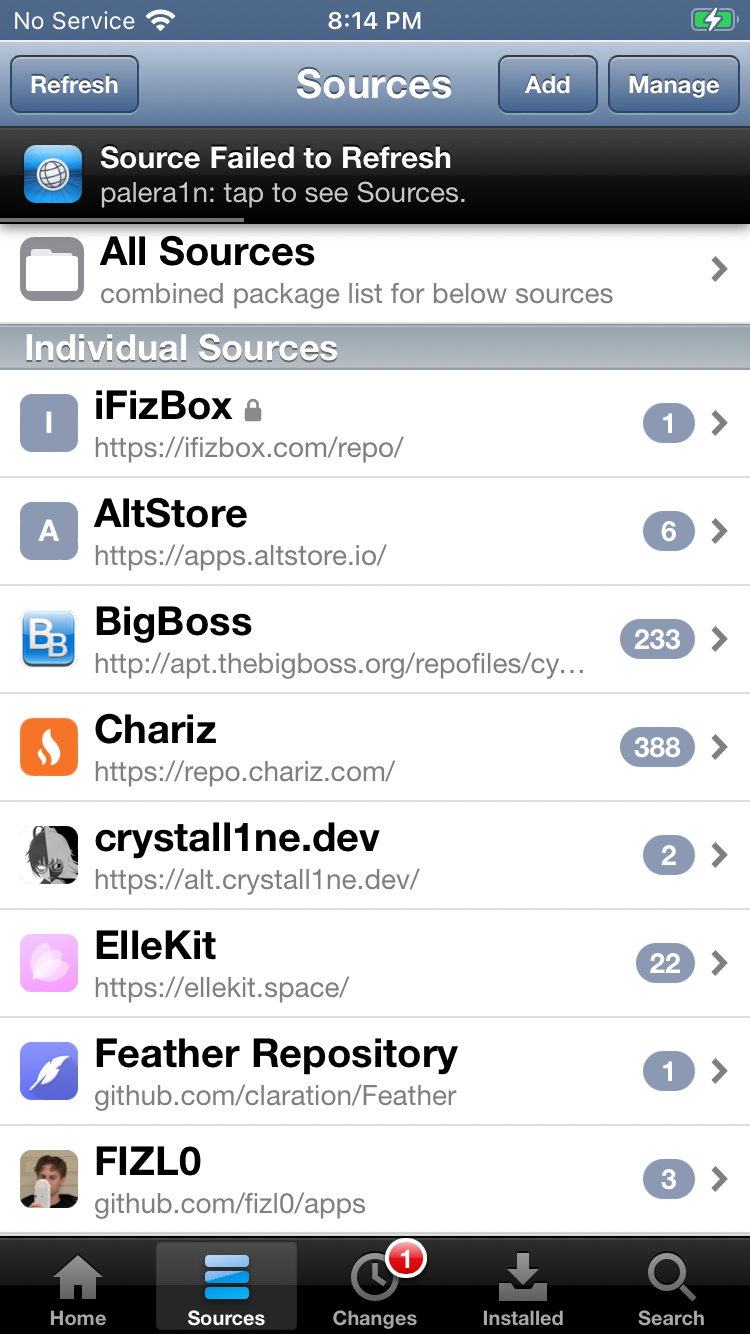 No Service
8:14 PM
Refresh
Sources
Add
Manage
Source Failed to Refresh
palera1n: tap to see Sources.
All Sources
combined package list for below sources
Individual Sources
I
iFizBox
https://ifizbox.com/repo/
1
A
AltStore
https://apps.altstore.io/
6
BB
BigBoss
http://apt.thebigboss.org/repofiles/cy…
233
Chariz
https://repo.chariz.com/
388
crystall1ne.dev
https://alt.crystall1ne.dev/
2
ElleKit
https://ellekit.space/
22
Feather Repository
github.com/claration/Feather
1
FIZL0
github.com/fizl0/apps
3
Home
Sources
1
Changes
Installed
Search